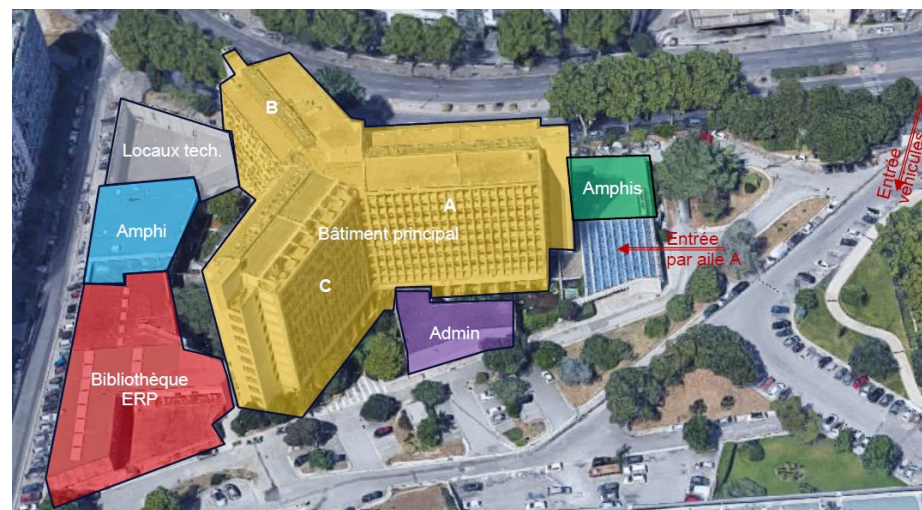 B
Locaux tech.
A
Bâtiment principal
C
Amphi
Amphis
Entrée
véhicules
Entrée
par aile A
Admin
Bibliothèque
ERP